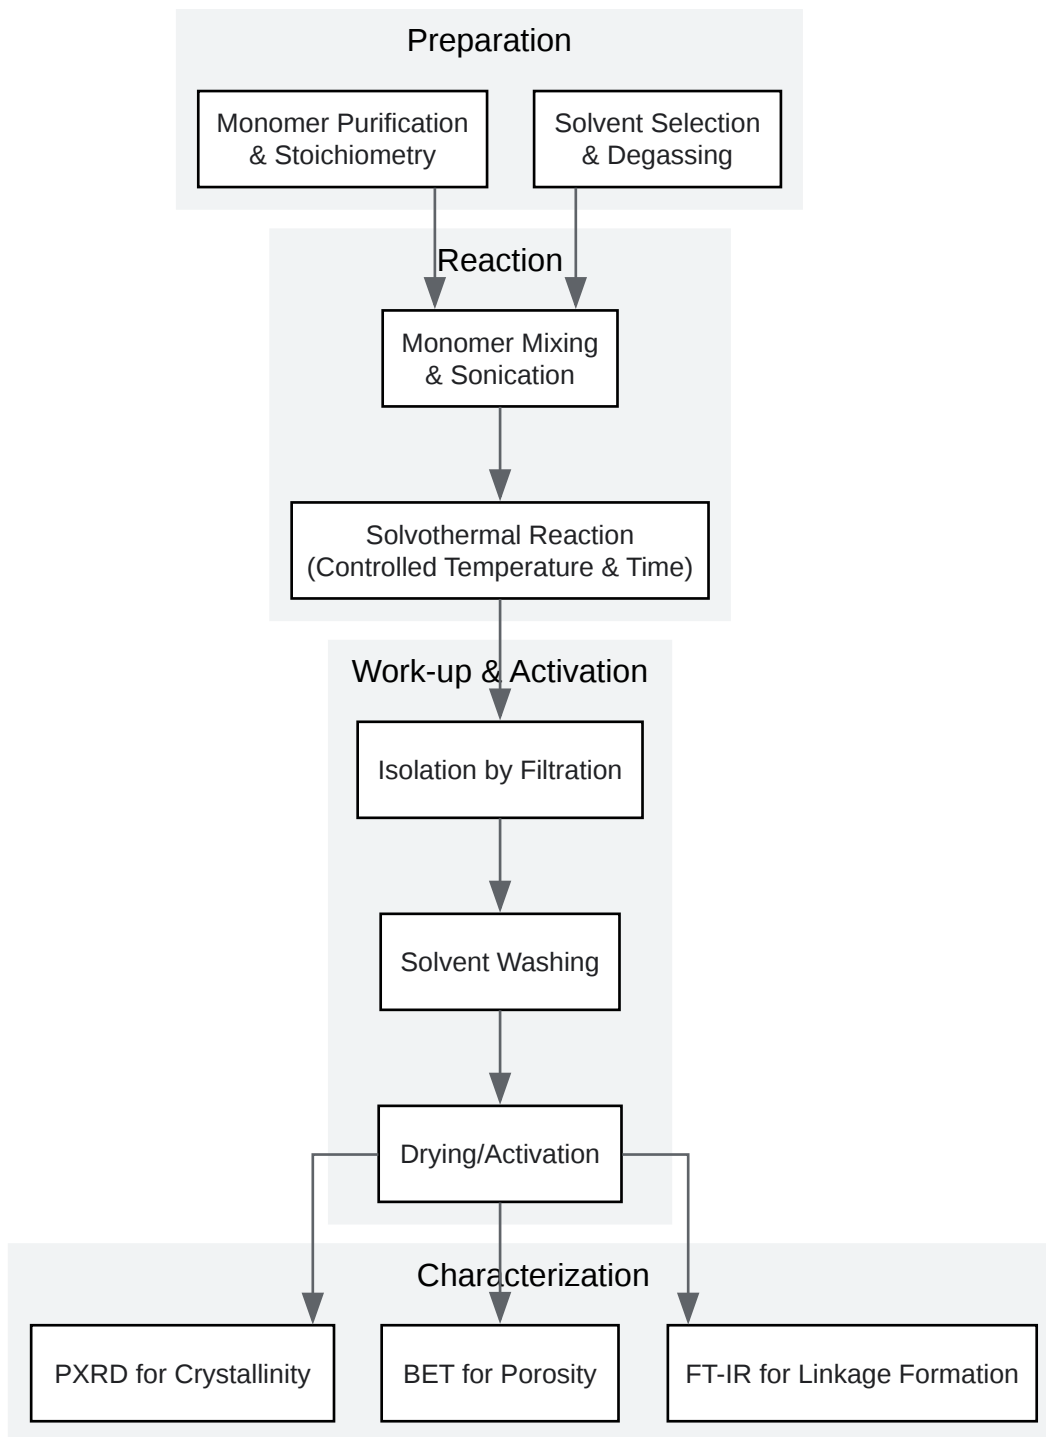 Preparation
Monomer Purification
& Stoichiometry
Solvent Selection
& Degassing
Reaction
Monomer Mixing
& Sonication
Solvothermal Reaction
(Controlled Temperature & Time)
Work-up & Activation
Isolation by Filtration
Solvent Washing
Drying/Activation
Characterization
PXRD for Crystallinity
BET for Porosity
FT-IR for Linkage Formation